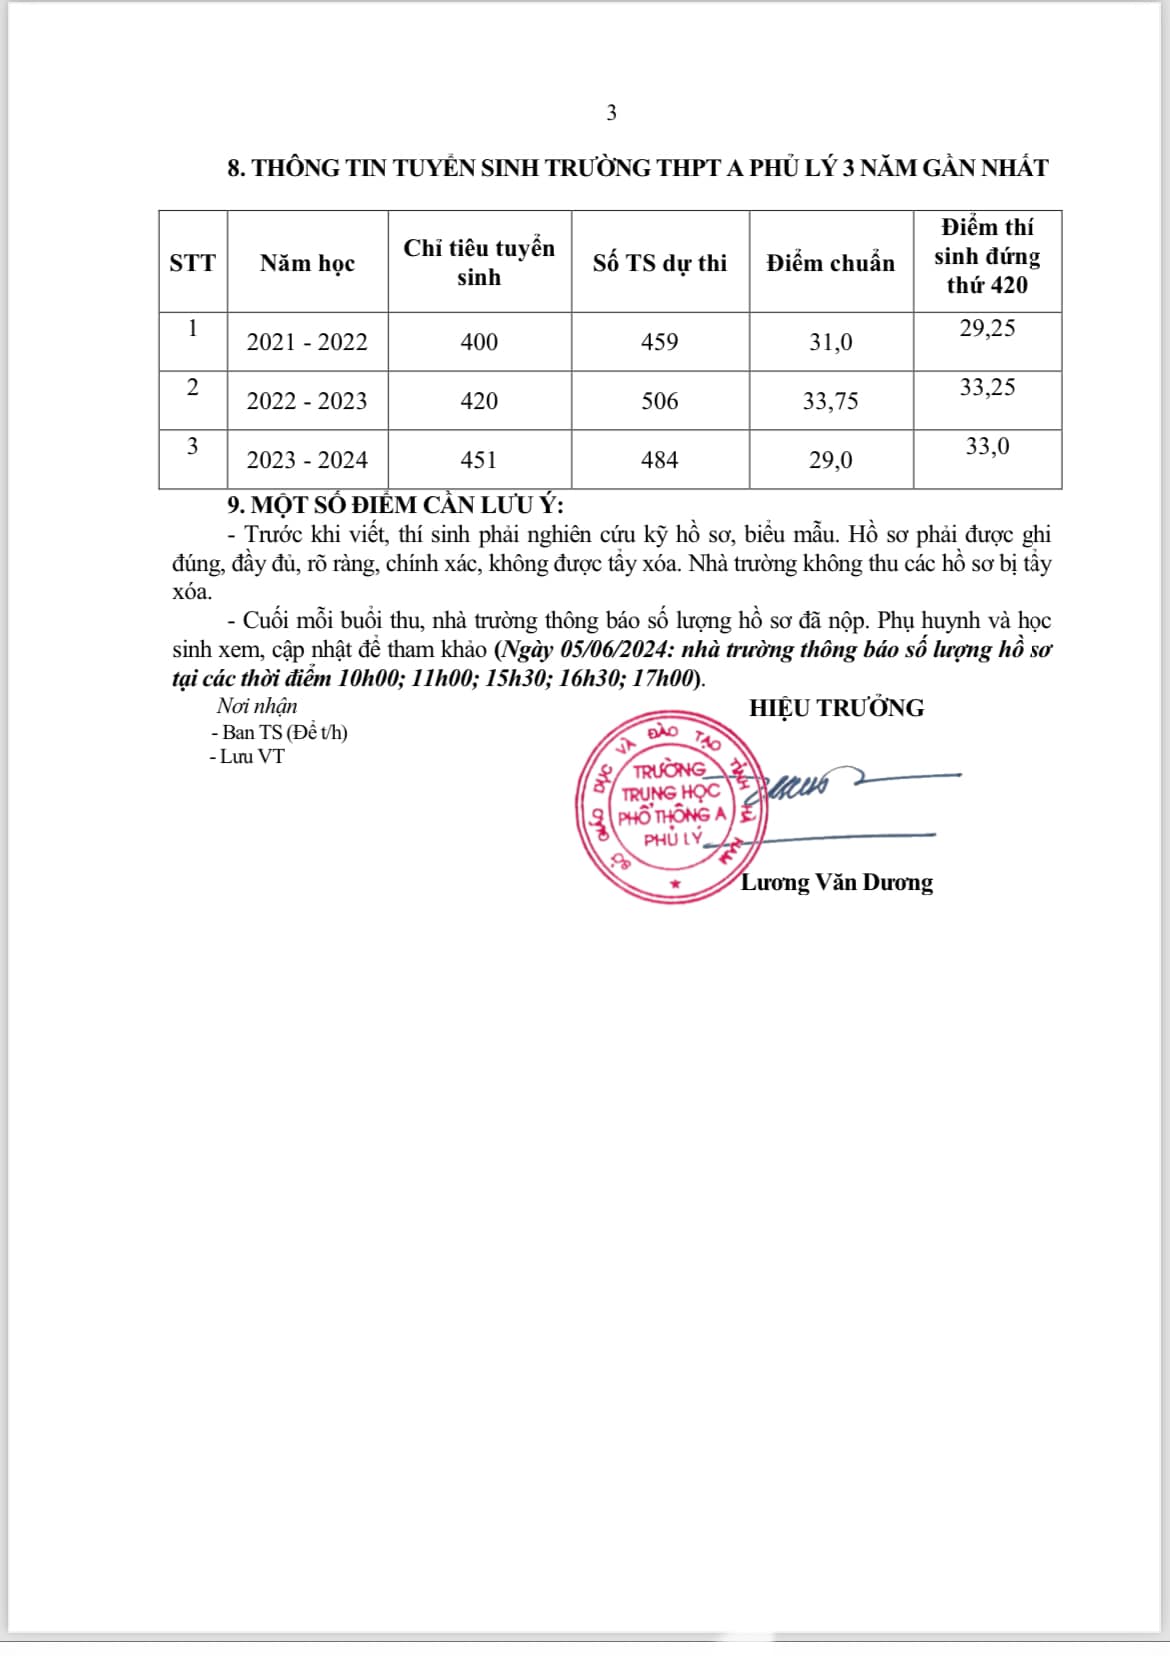 3
8. THÔNG TIN TUYỂN SINH TRƯỜNG THPT A PHỦ LÝ 3 NĂM GẦN NHẤT
STT Năm học Chỉ tiêu tuyển sinh Số TS dự thi Điểm chuẩn Điểm thí sinh đứng thứ 420
1 2021 - 2022 400 459 31,0 29,25
2 2022 - 2023 420 506 33,75 33,25
3 2023 - 2024 451 484 29,0 33,0
9. MỘT SỐ ĐIỂM CẦN LƯU Ý:
- Trước khi viết, thí sinh phải nghiên cứu kỹ hồ sơ, biểu mẫu. Hồ sơ phải được ghi
đúng, đầy đủ, rõ ràng, chính xác, không được tẩy xóa. Nhà trường không thu các hồ sơ bị tẩy
xóa.
- Cuối mỗi buổi thu, nhà trường thông báo số lượng hồ sơ đã nộp. Phụ huynh và học
sinh xem, cập nhật để tham khảo (Ngày 05/06/2024: nhà trường thông báo số lượng hồ sơ
tại các thời điểm 10h00; 11h00; 15h30; 16h30; 17h00).
Nơi nhận
- Ban TS (Để t/h)
- Lưu VT
HIỆU TRƯỞNG
SỞ GIÁO DỤC VÀ ĐÀO TẠO TỈNH HÀ NAM
TRƯỜNG
TRUNG HỌC
PHỔ THÔNG A
PHỦ LÝ
Lương Văn Dương